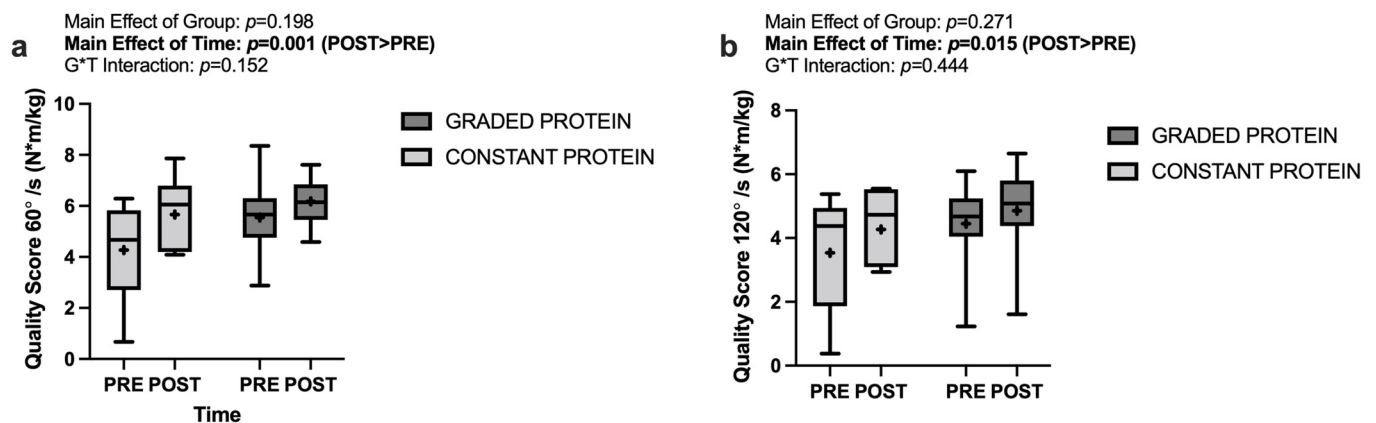 a
Main Effect of Group: p=0.198
Main Effect of Time: p=0.001 (POST>PRE)
G*T Interaction: p=0.152
Quality Score 60° /s (N*m/kg)
10
8
6
4
2
0
PRE POST PRE POST
Time
GRADED PROTEIN
CONSTANT PROTEIN
b
Main Effect of Group: p=0.271
Main Effect of Time: p=0.015 (POST>PRE)
G*T Interaction: p=0.444
Quality Score 120° /s (N*m/kg)
8
6
4
2
0
PRE POST PRE POST
GRADED PROTEIN
CONSTANT PROTEIN